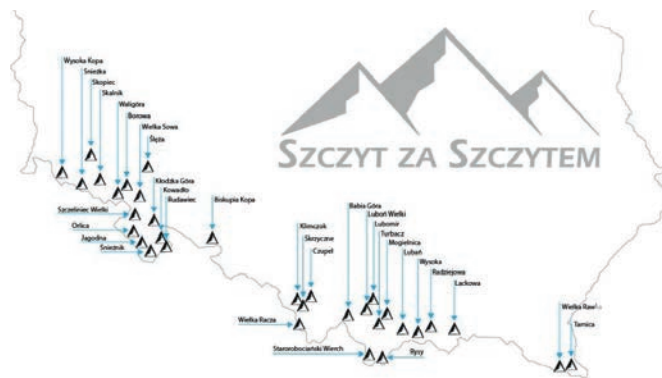 Wysoka Kopa
Śnieżka
Skopiec
Skalnik
Waligóra
Borowa
Wielka Sowa
Ślęża
SZCZYT ZA SZCZYTEM
Kłodzka Góra
Kowadło
Rudawiec
Biskupia Kopa
Szczeliniec Wielki
Orlica
Jagodna
Śnieżnik
Babia Góra
Luboń Wielki
Lubomir
Turbacz
Mogielnica
Lubań
Wysoka
Radziejowa
Lackowa
Klimczok
Skrzyczne
Czupel
Wielka Racza
Starorobociański Wierch
Rysy
Wielka
Tarnica